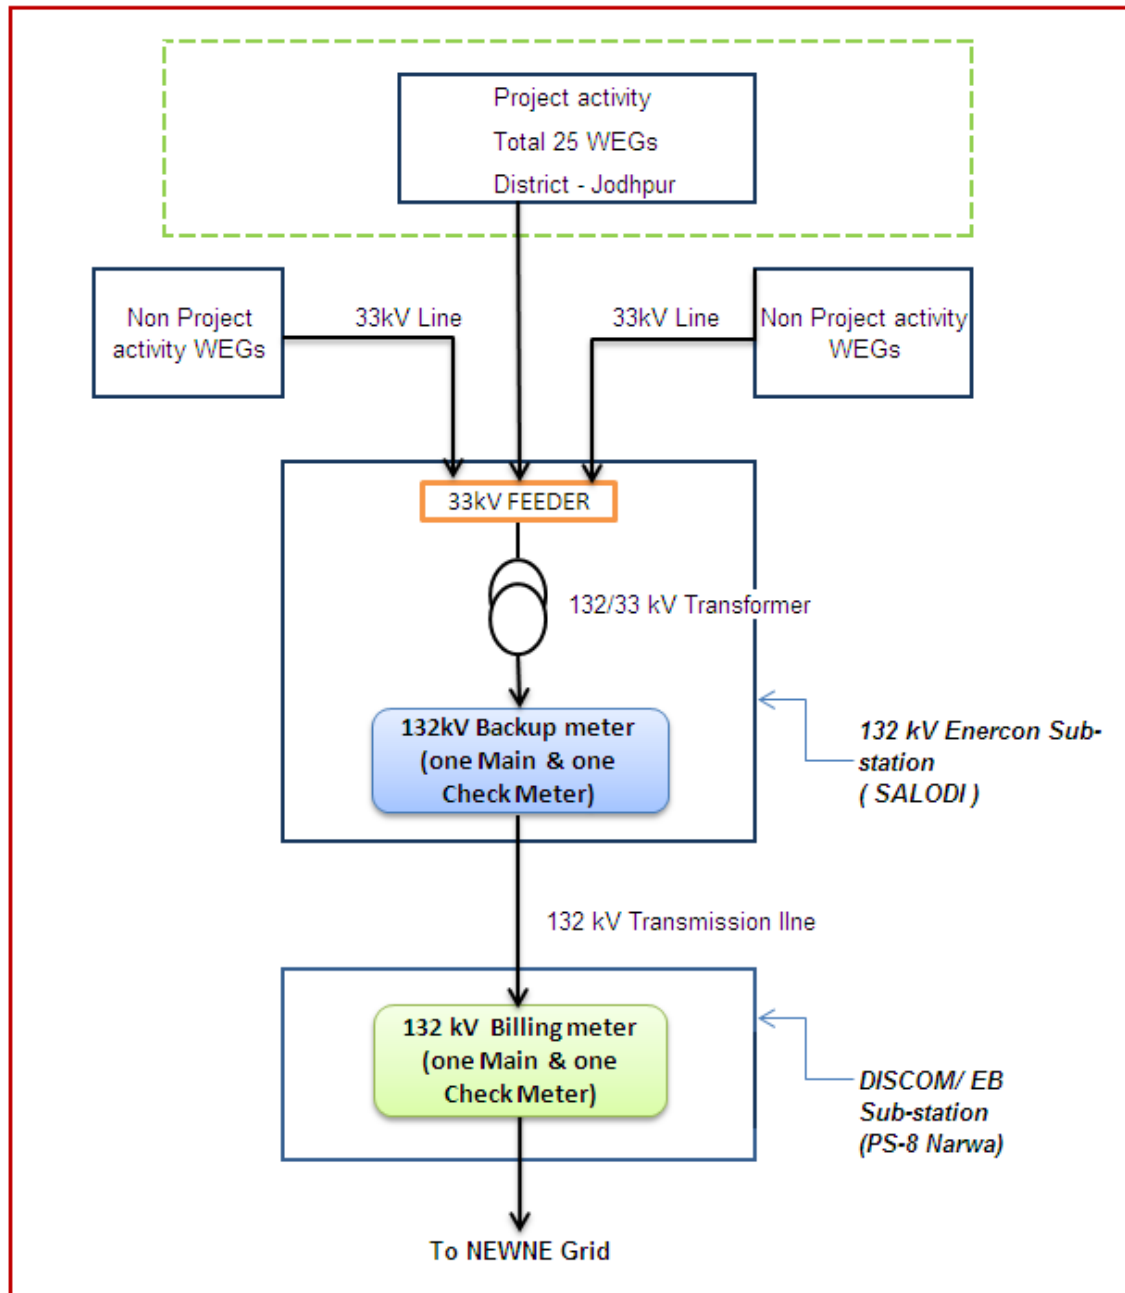 Project activity
Total 25 WEGs
District - Jodhpur
Non Project
activity WEGs
33kV Line
33kV Line
Non Project activity
WEGs
33kV FEEDER
132/33 kV Transformer
132kV Backup meter
(one Main & one
Check Meter)
132 kV Enercon Sub-
station
( SALODI )
132 kV Transmission lIne
132 kV Billing meter
(one Main & one
Check Meter)
DISCOM/ EB
Sub-station
(PS-8 Narwa)
To NEWNE Grid